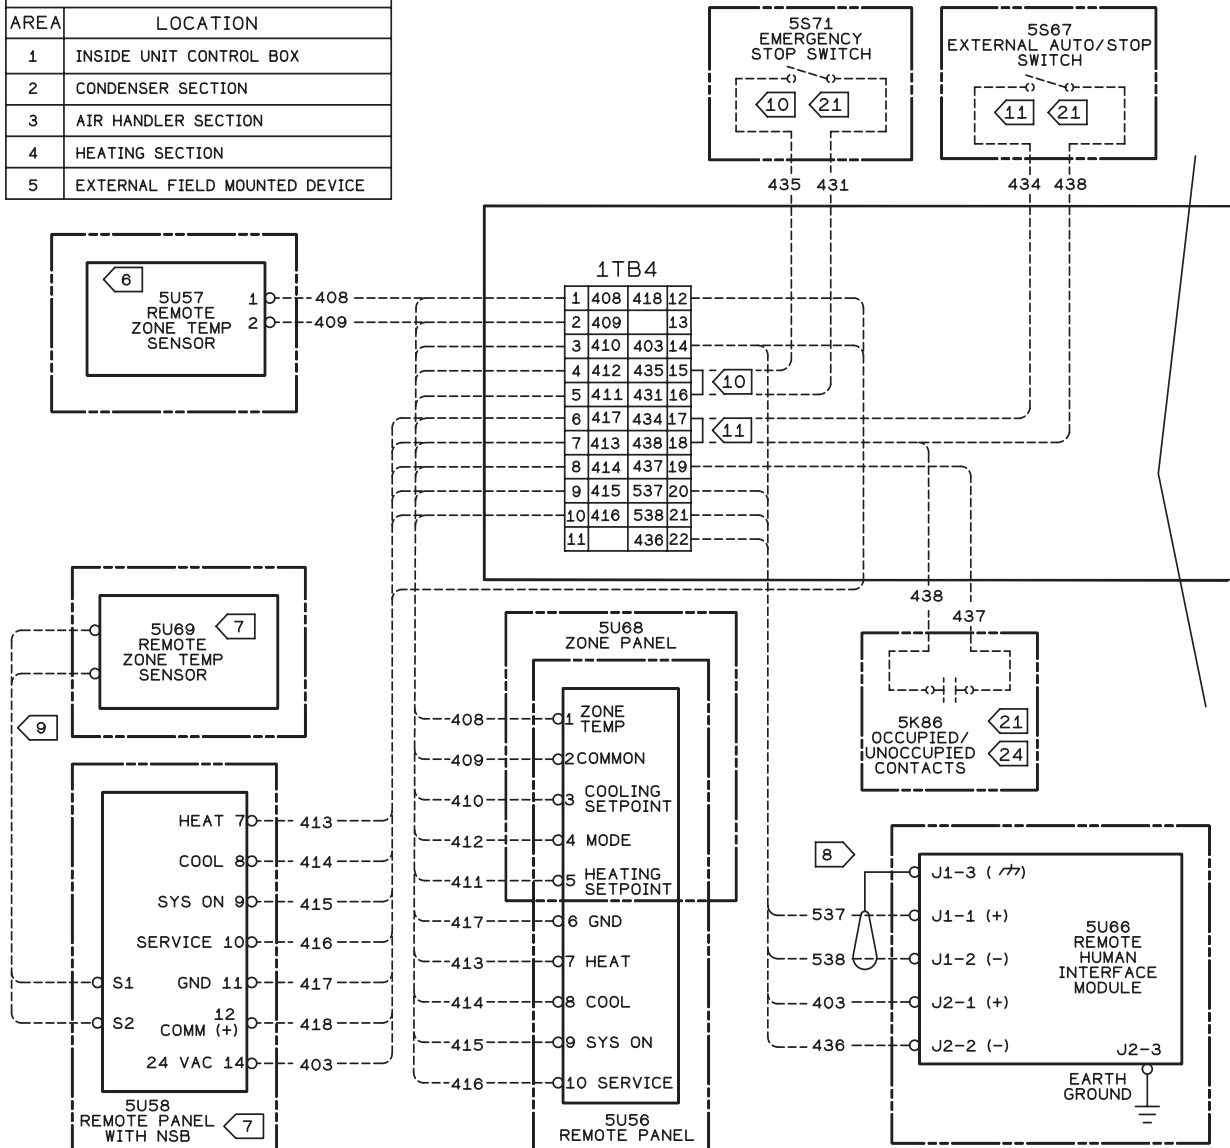 AREA LOCATION
1 INSIDE UNIT CONTROL BOX
2 CONDENSER SECTION
3 AIR HANDLER SECTION
4 HEATING SECTION
5 EXTERNAL FIELD MOUNTED DEVICE
5S71
EMERGENCY
STOP SWITCH
10 21
435 431
5S67
EXTERNAL AUTO/STOP
SWITCH
11 21
434 438
6
5U57
REMOTE
ZONE TEMP
SENSOR
1 408
2 409
1TB4
1 408 418 12
2 409 13
3 410 403 14
4 412 435 15
5 411 431 16
6 417 434 17
7 413 438 18
8 414 437 19
9 415 537 20
10 416 538 21
11 436 22
10
11
438
437
5U69
REMOTE
ZONE TEMP
SENSOR
7
9
5U68
ZONE PANEL
408 1 ZONE
TEMP
409 2 COMMON
410 3 COOLING
SETPOINT
412 4 MODE
411 5 HEATING
SETPOINT
417 6 GND
413 7 HEAT
414 8 COOL
415 9 SYS ON
416 10 SERVICE
5U56
REMOTE PANEL
5K86
OCCUPIED/
UNOCCUPIED
CONTACTS
21
24
HEAT 7 413
COOL 8 414
SYS ON 9 415
SERVICE 10 416
S1 GND 11 417
S2 12
COMM (+) 418
24 VAC 14 403
5U58
REMOTE PANEL
WITH NSB
7
8
J1-3 ( )
537 J1-1 (+)
538 J1-2 (-)
403 J2-1 (+)
436 J2-2 (-)
5U66
REMOTE
HUMAN
INTERFACE
MODULE
J2-3
EARTH
GROUND